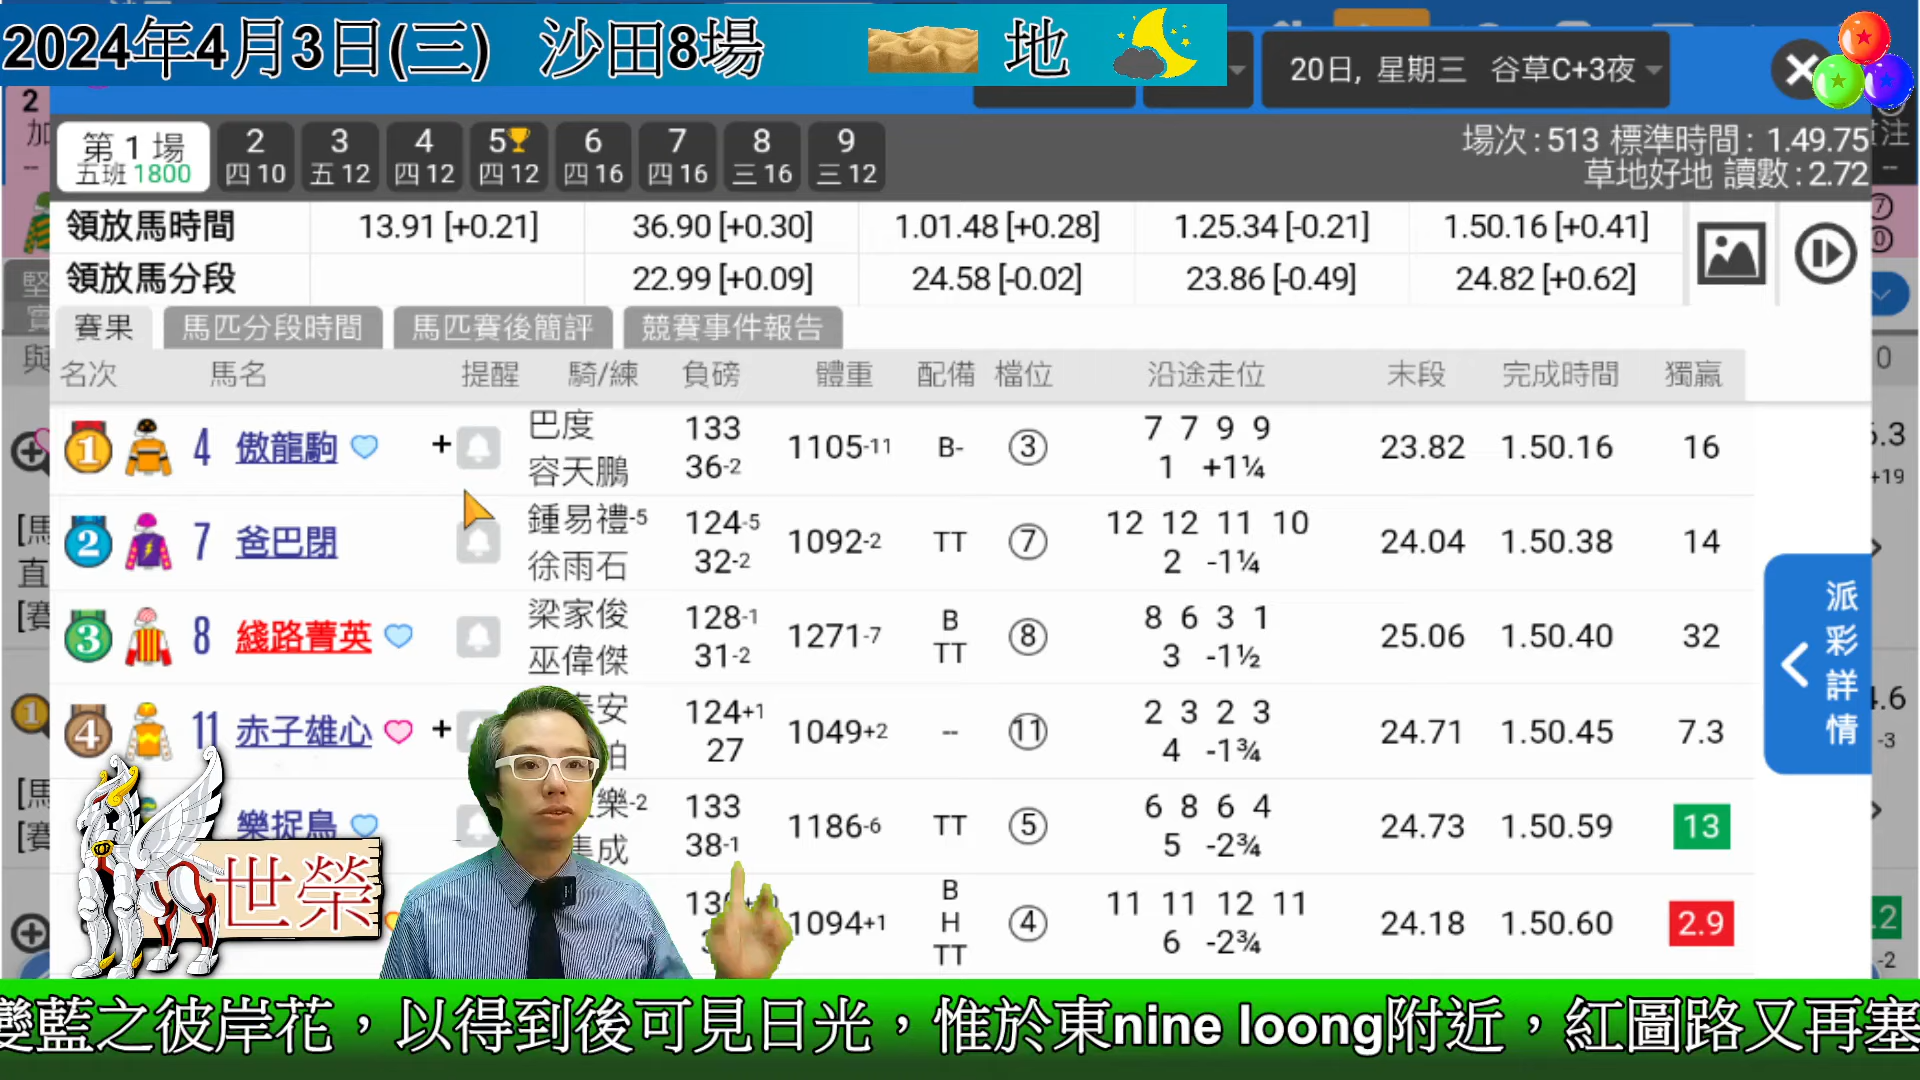 2024年4月3日(三) 沙田8場 地
20日, 星期三 谷草C+3夜
2
加
--
第 1 場
五班 1800
2
四 10
3
五 12
4
四 12
5
四 12
6
四 16
7
四 16
8
三 16
9
三 12
場次 : 513 標準時間 : 1.49.75
草地好地 讀數 : 2.72
領放馬時間 13.91 [+0.21] 36.90 [+0.30] 1.01.48 [+0.28] 1.25.34 [-0.21] 1.50.16 [+0.41]
領放馬分段 22.99 [+0.09] 24.58 [-0.02] 23.86 [-0.49] 24.82 [+0.62]
賽果 馬匹分段時間 馬匹賽後簡評 競賽事件報告
名次 馬名 提醒 騎/練 負磅 體重 配備 檔位 沿途走位 末段 完成時間 獨贏
1 4 傲龍駒 + 巴度 133 1105-11 B- 3 7 7 9 9 23.82 1.50.16 16
容天鵬 36-2 1 +1¼
2 7 爸巴閉 鍾易禮-5 124-5 1092-2 TT 7 12 12 11 10 24.04 1.50.38 14
徐雨石 32-2 2 -1¼
3 8 綫路菁英 梁家俊 128-1 1271-7 B TT 8 8 6 3 1 25.06 1.50.40 32
巫偉傑 31-2 3 -1½
4 11 赤子雄心 + 安 124+1 1049+2 -- 11 2 3 2 3 24.71 1.50.45 7.3
27 4 -1¾
樂捉鳥 樂-2 133 1186-6 TT 5 6 8 6 4 24.73 1.50.59 13
成 38-1 5 -2¾
1094+1 B H TT 4 11 11 12 11 24.18 1.50.60 2.9
6 -2¾
派彩詳情
世榮
變藍之彼岸花，以得到後可見日光，惟於東nine loong附近，紅圖路又再塞